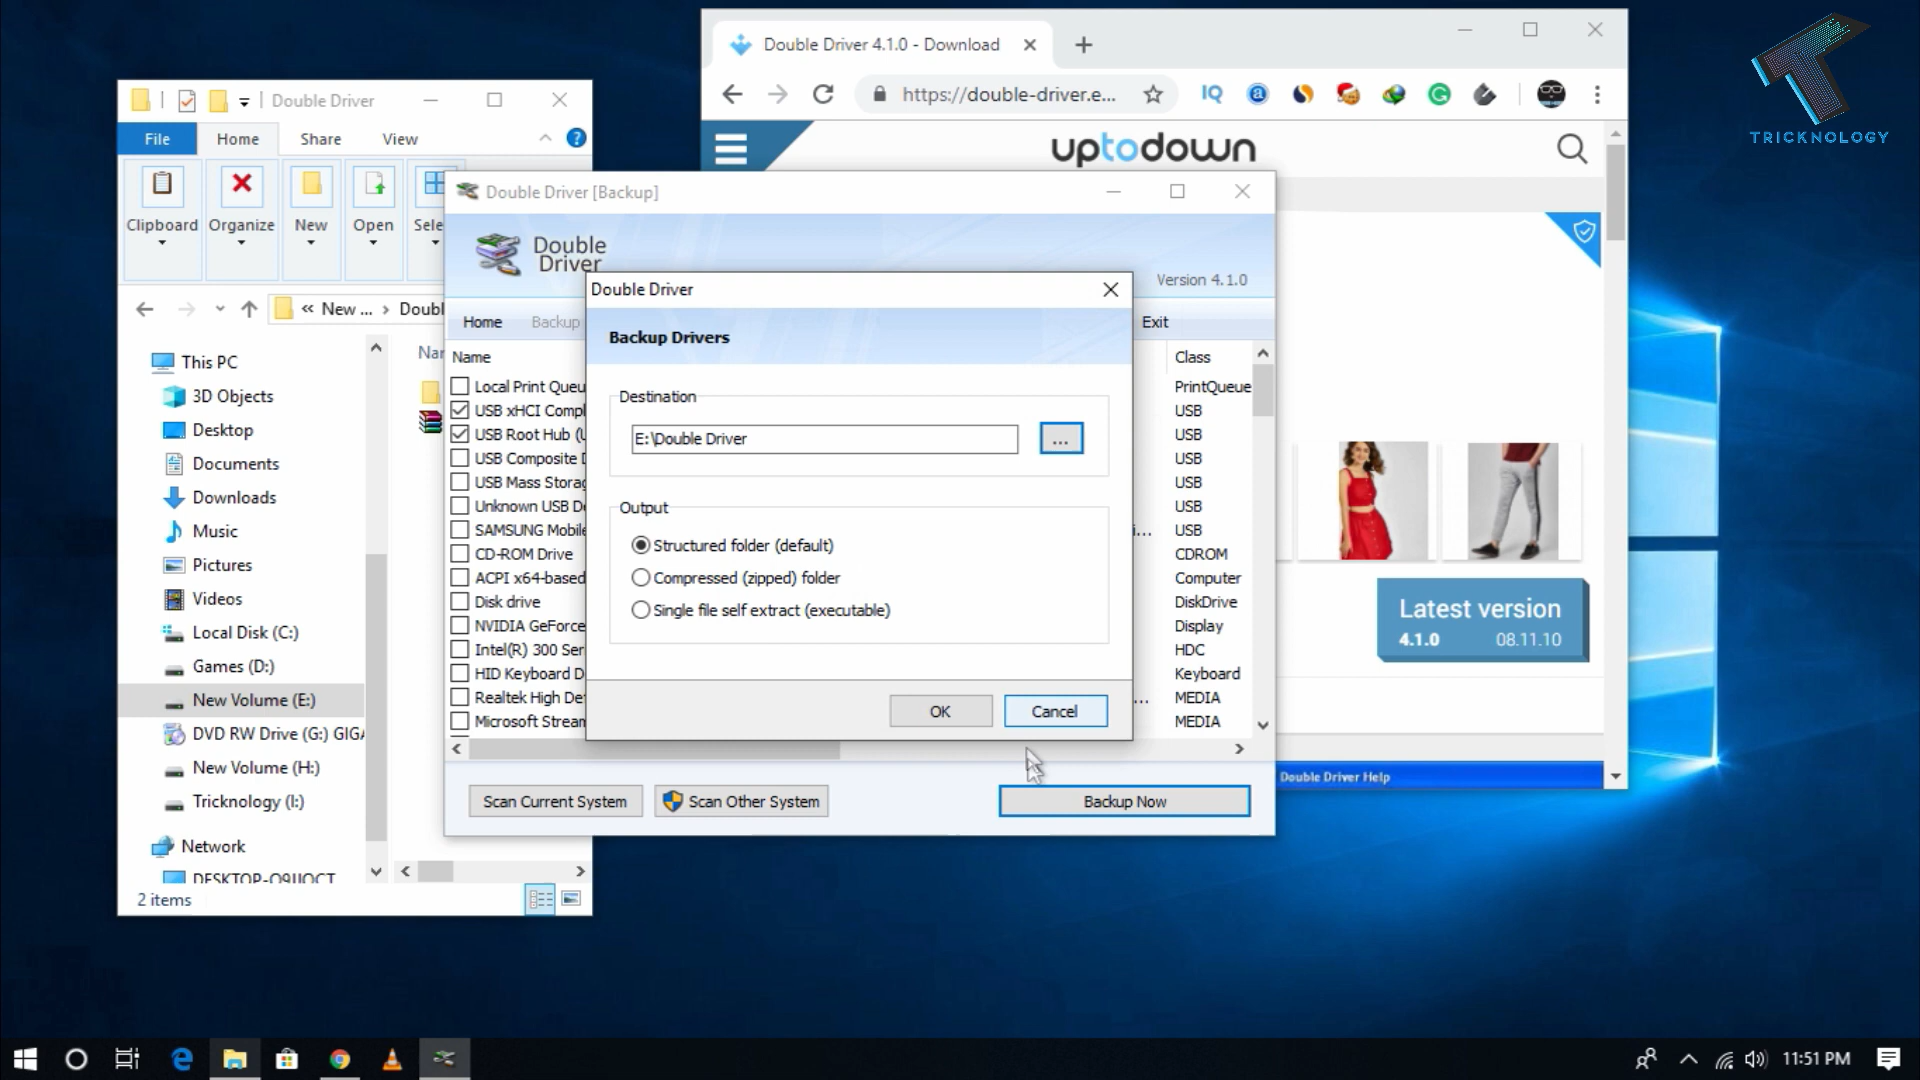 Double Driver
File Home Share View
Clipboard Organize New Open Sele
« New ... › Doubl
This PC
3D Objects
Desktop
Documents
Downloads
Music
Pictures
Videos
Local Disk (C:)
Games (D:)
New Volume (E:)
DVD RW Drive (G:) GIGA
New Volume (H:)
Tricknology (I:)
Network
DESKTOP-O9IJOCT
2 items
Nar
Double Driver 4.1.0 - Download
https://double-driver.e...
uptodown
TRICKNOLOGY
Double Driver [Backup]
Double
Driver
Version 4.1.0
Home Backup Exit
Name Class
Local Print Queu PrintQueue
USB xHCI Compl USB
USB Root Hub (U USB
USB Composite D USB
USB Mass Storag USB
Unknown USB De USB
SAMSUNG Mobile i... USB
CD-ROM Drive CDROM
ACPI x64-based Computer
Disk drive DiskDrive
NVIDIA GeForce Display
Intel(R) 300 Ser HDC
HID Keyboard D Keyboard
Realtek High Def ... MEDIA
Microsoft Stream MEDIA
Scan Current System Scan Other System Backup Now
Double Driver
Backup Drivers
Destination
E:\Double Driver
...
Output
Structured folder (default)
Compressed (zipped) folder
Single file self extract (executable)
OK Cancel
Latest version
4.1.0 08.11.10
Double Driver Help
11:51 PM